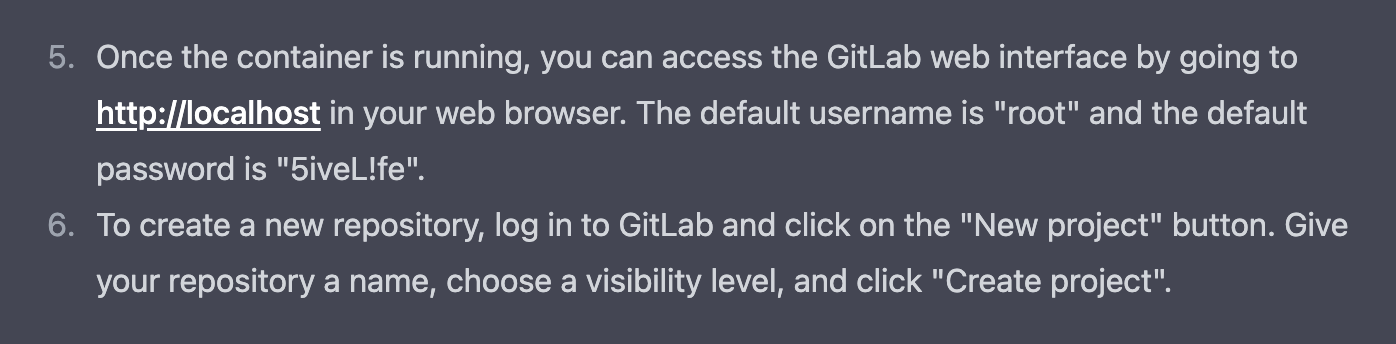 5. Once the container is running, you can access the GitLab web interface by going to
http://localhost in your web browser. The default username is "root" and the default
password is "5iveL!fe".
6. To create a new repository, log in to GitLab and click on the "New project" button. Give
your repository a name, choose a visibility level, and click "Create project".